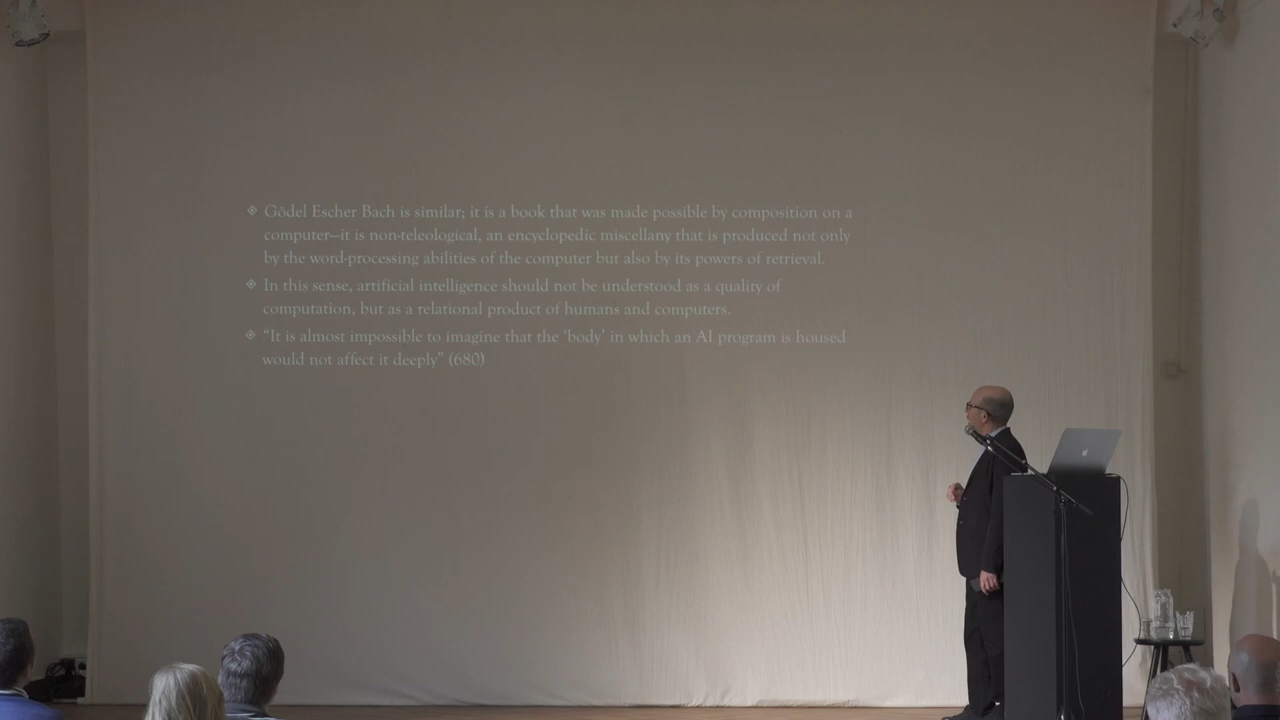 Gödel Escher Bach is similar; it is a book that was made possible by composition on a
computer—it is non-teleological, an encyclopedic miscellany that is produced not only
by the word-processing abilities of the computer but also by its powers of retrieval.
In this sense, artificial intelligence should not be understood as a quality of
computation, but as a relational product of humans and computers.
“It is almost impossible to imagine that the ‘body’ in which an AI program is housed
would not affect it deeply” (680)